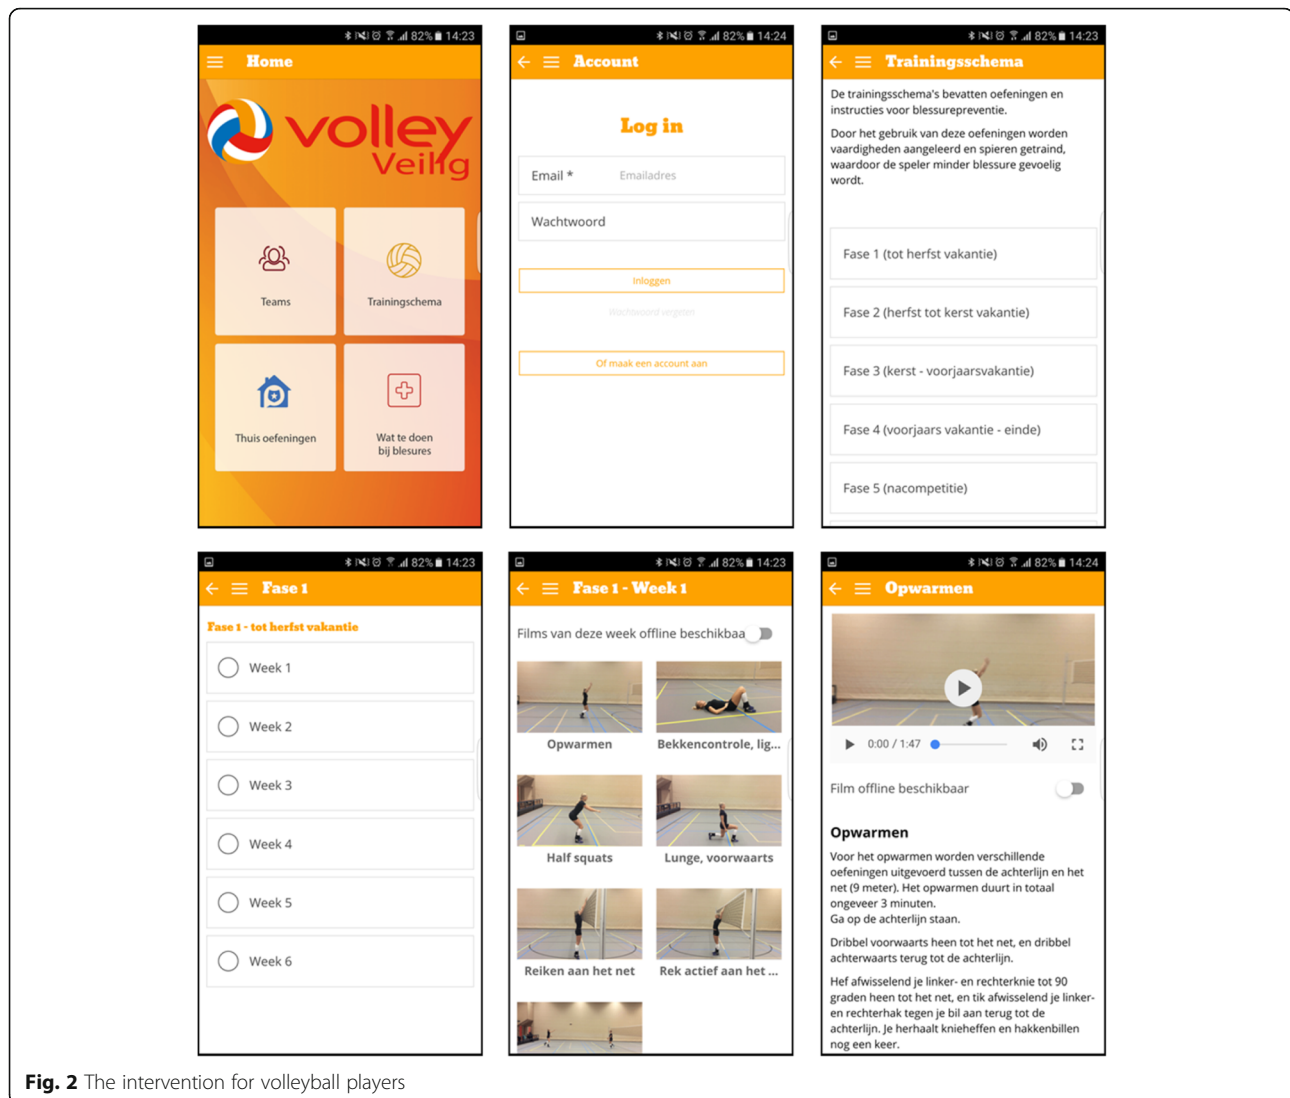 82% 14:23
Home
volley
Veilig
Teams
Trainingschema
Thuis oefeningen
Wat te doen
bij blesures
82% 14:24
Account
Log in
Email * Emailadres
Wachtwoord
Inloggen
Wachtwoord vergeten
Of maak een account aan
82% 14:23
Trainingsschema
De trainingsschema's bevatten oefeningen en
instructies voor blessurepreventie.
Door het gebruik van deze oefeningen worden
vaardigheden aangeleerd en spieren getraind,
waardoor de speler minder blessure gevoelig
wordt.
Fase 1 (tot herfst vakantie)
Fase 2 (herfst tot kerst vakantie)
Fase 3 (kerst - voorjaarsvakantie)
Fase 4 (voorjaars vakantie - einde)
Fase 5 (nacompetitie)
82% 14:23
Fase 1
Fase 1 - tot herfst vakantie
Week 1
Week 2
Week 3
Week 4
Week 5
Week 6
82% 14:23
Fase 1 - Week 1
Films van deze week offline beschikbaa
Opwarmen
Bekkencontrole, lig...
Half squats
Lunge, voorwaarts
Reiken aan het net
Rek actief aan het ...
82% 14:24
Opwarmen
0:00 / 1:47
Film offline beschikbaar
Opwarmen
Voor het opwarmen worden verschillende
oefeningen uitgevoerd tussen de achterlijn en het
net (9 meter). Het opwarmen duurt in totaal
ongeveer 3 minuten.
Ga op de achterlijn staan.
Dribbel voorwaarts heen tot het net, en dribbel
achterwaarts terug tot de achterlijn.
Hef afwisselend je linker- en rechterknie tot 90
graden heen tot het net, en tik afwisselend je linker-
en rechterhak tegen je bil aan terug tot de
achterlijn. Je herhaalt knieheffen en hakkenbillen
nog een keer.
Fig. 2 The intervention for volleyball players